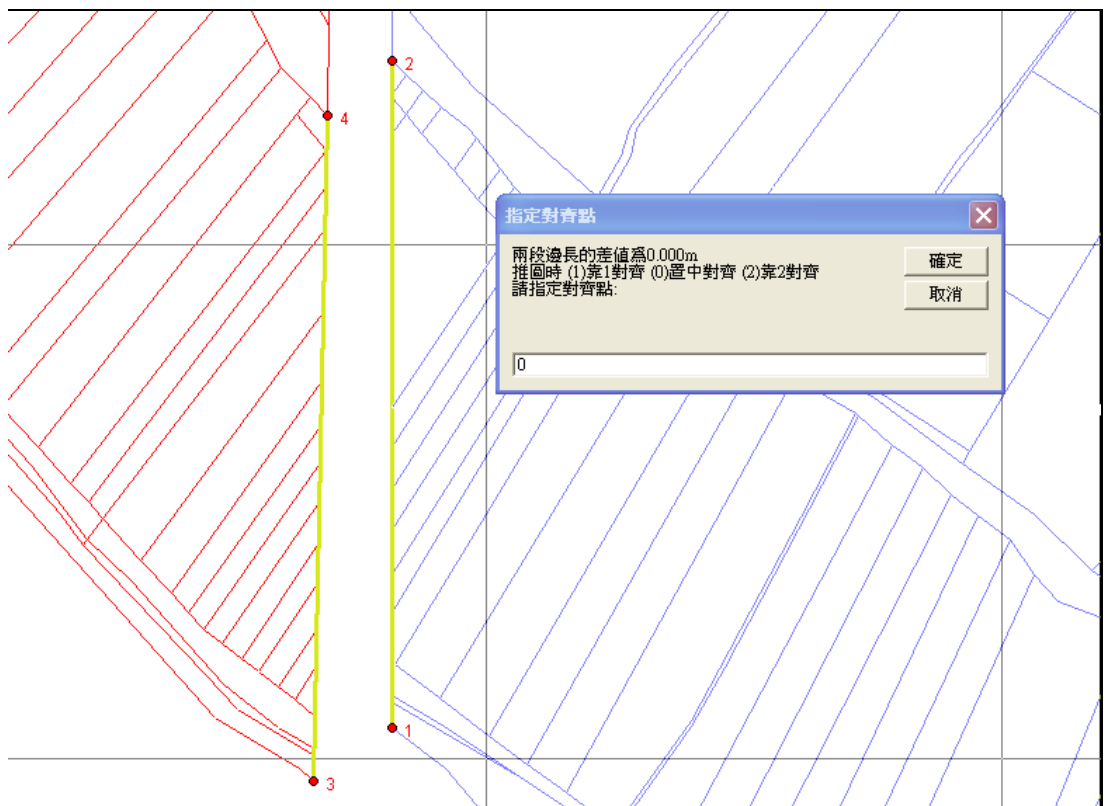 2
4
指定對齊點
兩段邊長的差值為0.000m
推圖時 (1)靠1對齊 (0)置中對齊 (2)靠2對齊
請指定對齊點:
確定
取消
0
1
3